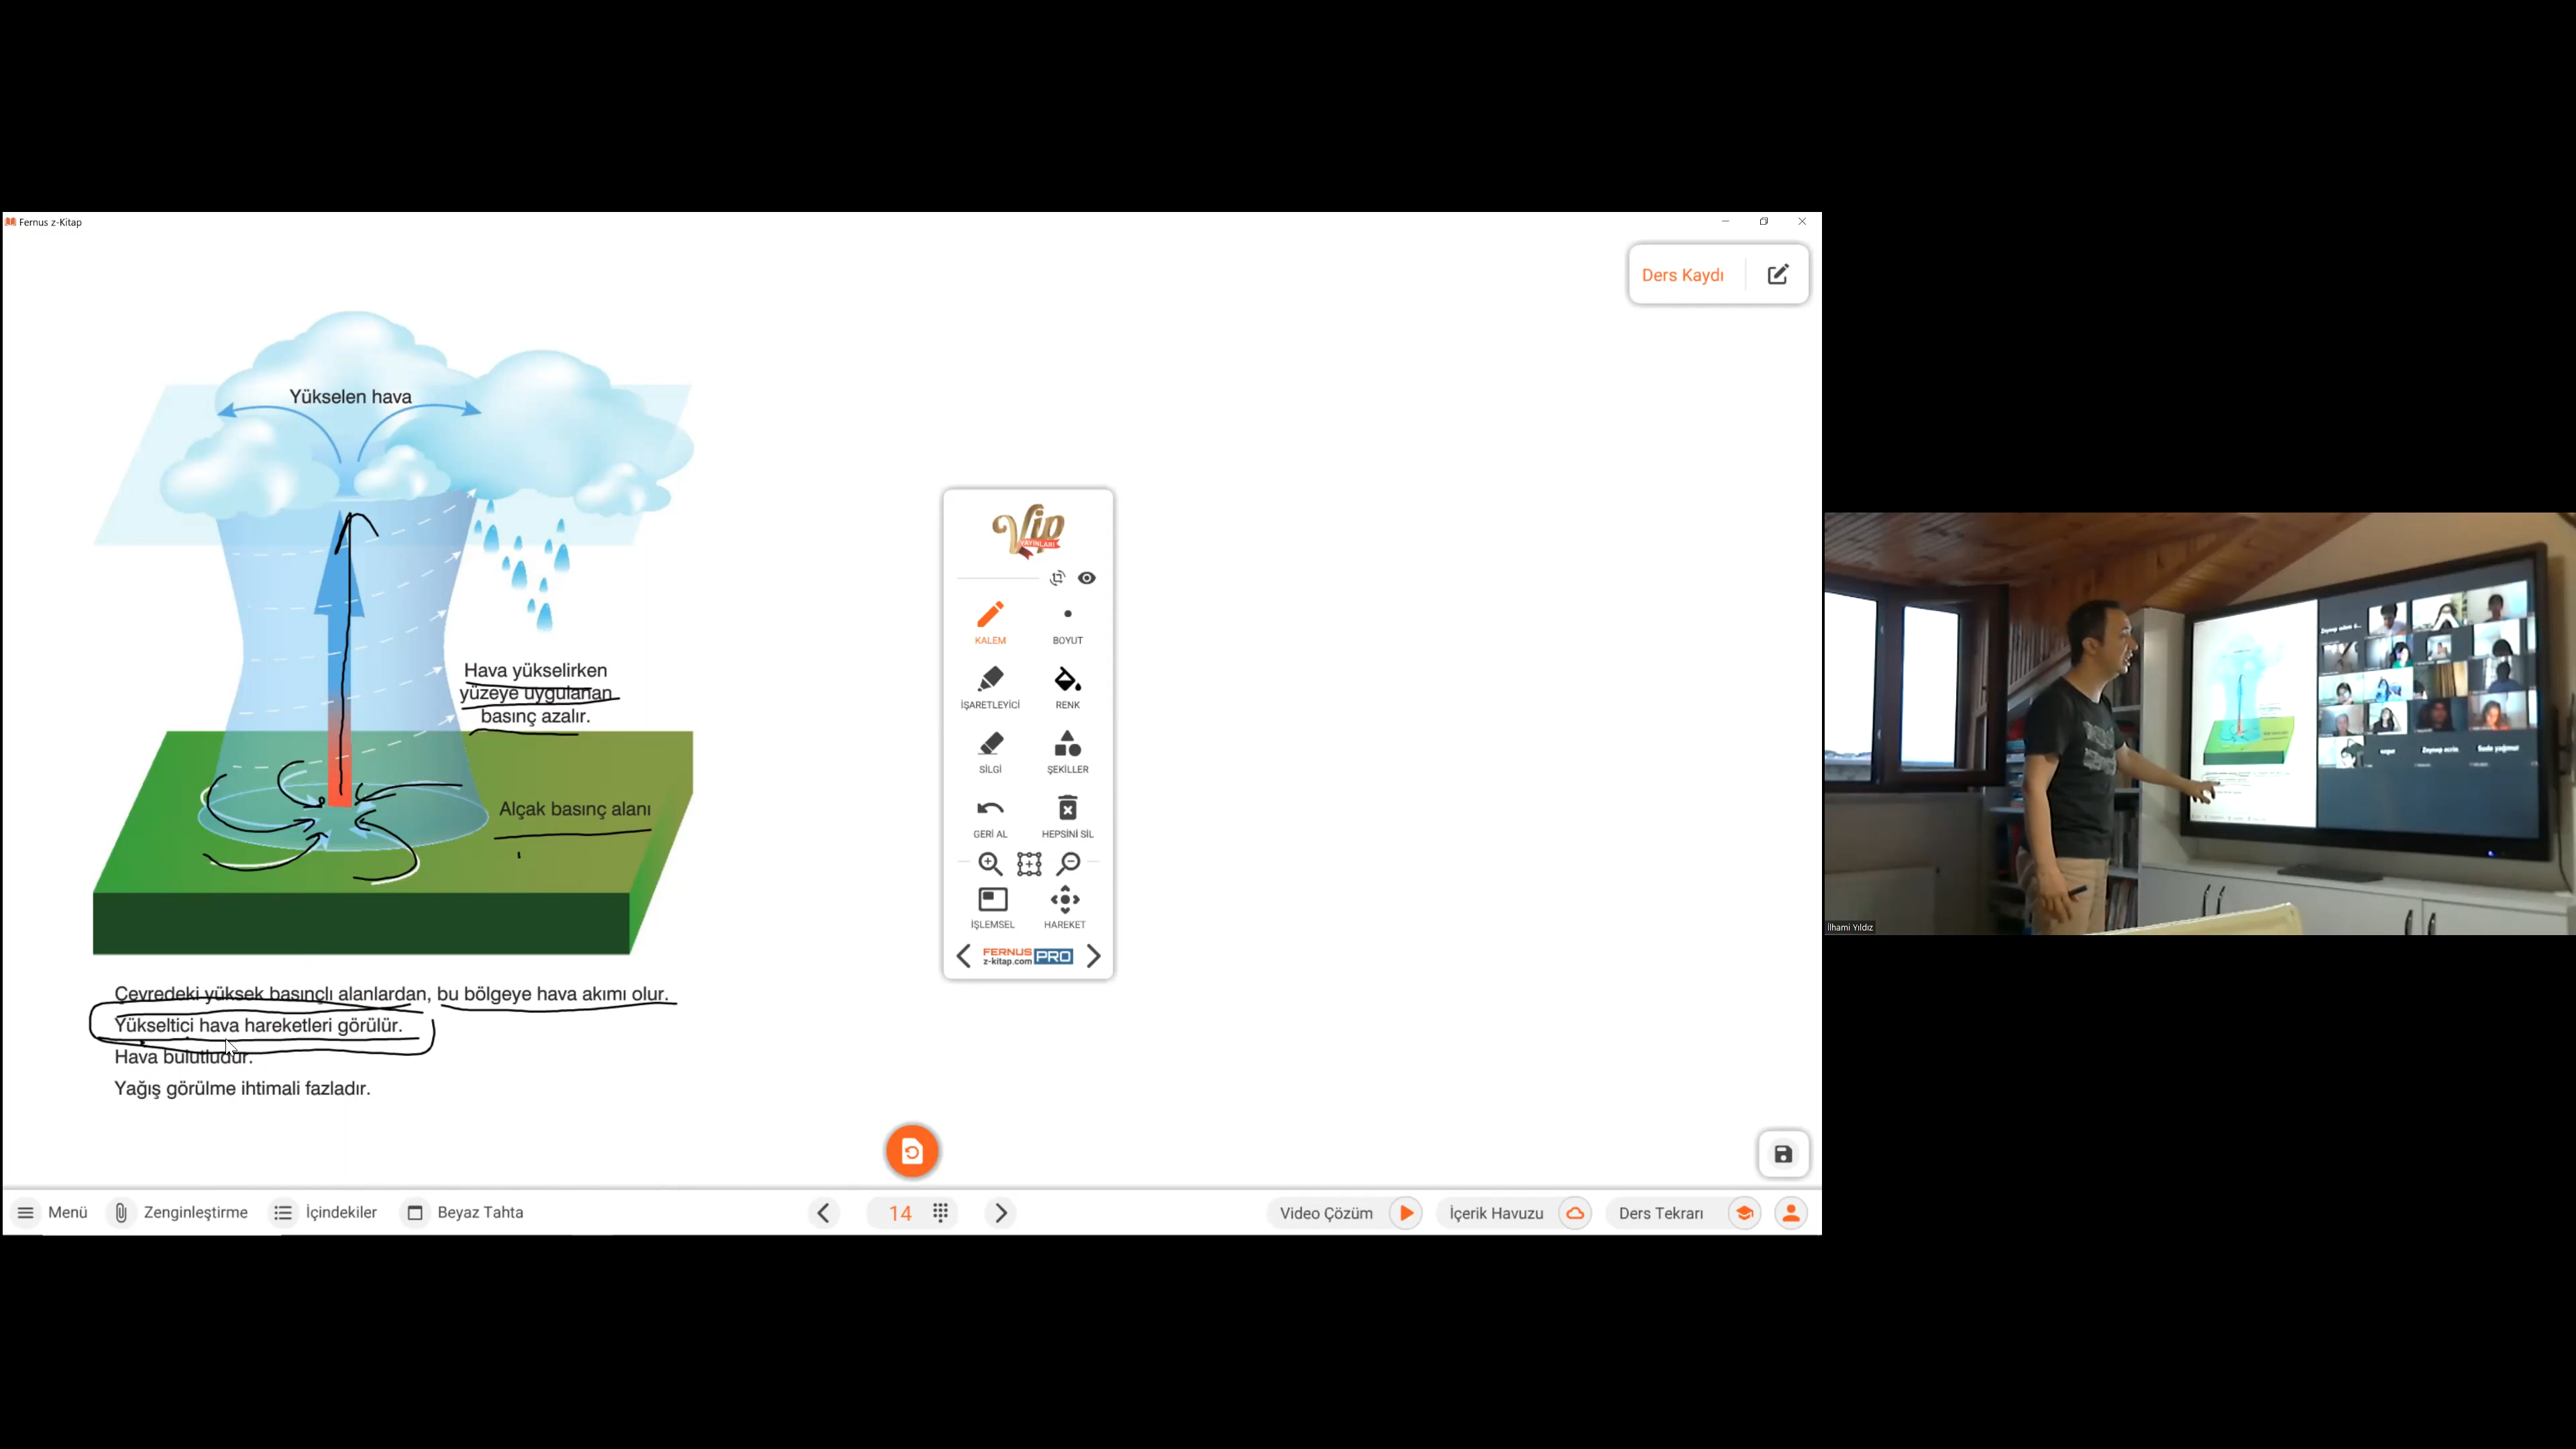 Fernus z-Kitap
Ders Kaydı
Yükselen hava
Hava yükselirken
yüzeye uygulanan
basınç azalır.
Alçak basınç alanı
Çevredeki yüksek basınçlı alanlardan, bu bölgeye hava akımı olur.
Yükseltici hava hareketleri görülür.
Hava bulutludur.
Yağış görülme ihtimali fazladır.
Vip
YAYINLARI
KALEM
BOYUT
İŞARETLEYİCİ
RENK
SİLGİ
ŞEKİLLER
GERİ AL
HEPSİNİ SİL
İŞLEMSEL
HAREKET
FERNUS PRO
z-kitap.com
Menü
Zenginleştirme
İçindekiler
Beyaz Tahta
14
Video Çözüm
İçerik Havuzu
Ders Tekrarı
İlhami Yıldız